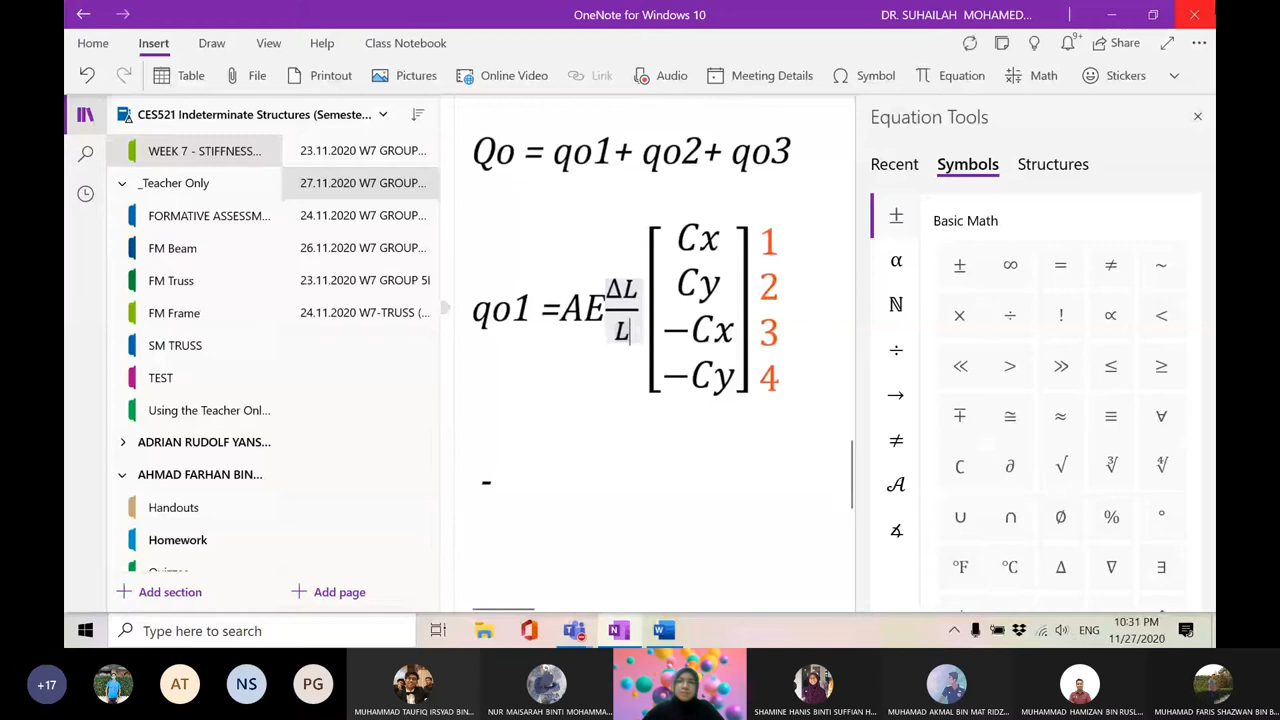 OneNote for Windows 10
DR. SUHAILAH MOHAMED...
Home Insert Draw View Help Class Notebook
Share
Table File Printout Pictures Online Video Link Audio Meeting Details Symbol Equation Math Stickers
CES521 Indeterminate Structures (Semeste...
WEEK 7 - STIFFNESS...
_Teacher Only
FORMATIVE ASSESSM...
FM Beam
FM Truss
FM Frame
SM TRUSS
TEST
Using the Teacher Onl...
ADRIAN RUDOLF YANS...
AHMAD FARHAN BIN...
Handouts
Homework
Add section
23.11.2020 W7 GROUP...
27.11.2020 W7 GROUP...
24.11.2020 W7 GROUP...
26.11.2020 W7 GROUP...
23.11.2020 W7 GROUP 5I
24.11.2020 W7-TRUSS (...
Add page
Qo = qo1+ qo2+ qo3
qo1 =AE ΔL/L [Cx Cy −Cx −Cy] 1 2 3 4
-
Equation Tools
Recent Symbols Structures
Basic Math
± ± ∞ = ≠ ~
α
ℕ × ÷ ! ∝ <
÷ ≪ > ≫ ≤ ≥
→ ∓ ≅ ≈ ≡ ∀
≠ ∁ ∂ √ ∛ ∜
𝒜 ∪ ∩ ∅ % °
∡ °F °C ∆ ∇ ∃
Type here to search
9+
ENG
10:31 PM
11/27/2020
+17
AT
NS
PG
MUHAMMAD TAUFIQ IRSYAD BIN...
NUR MAISARAH BINTI MOHAMMA...
SHAMINE HANIS BINTI SUFFIAN H...
MUHAMAD AKMAL BIN MAT RIDZ...
MUHAMAD HAMIZAN BIN RUSL...
MUHAMAD FARIS SHAZWAN BIN B...